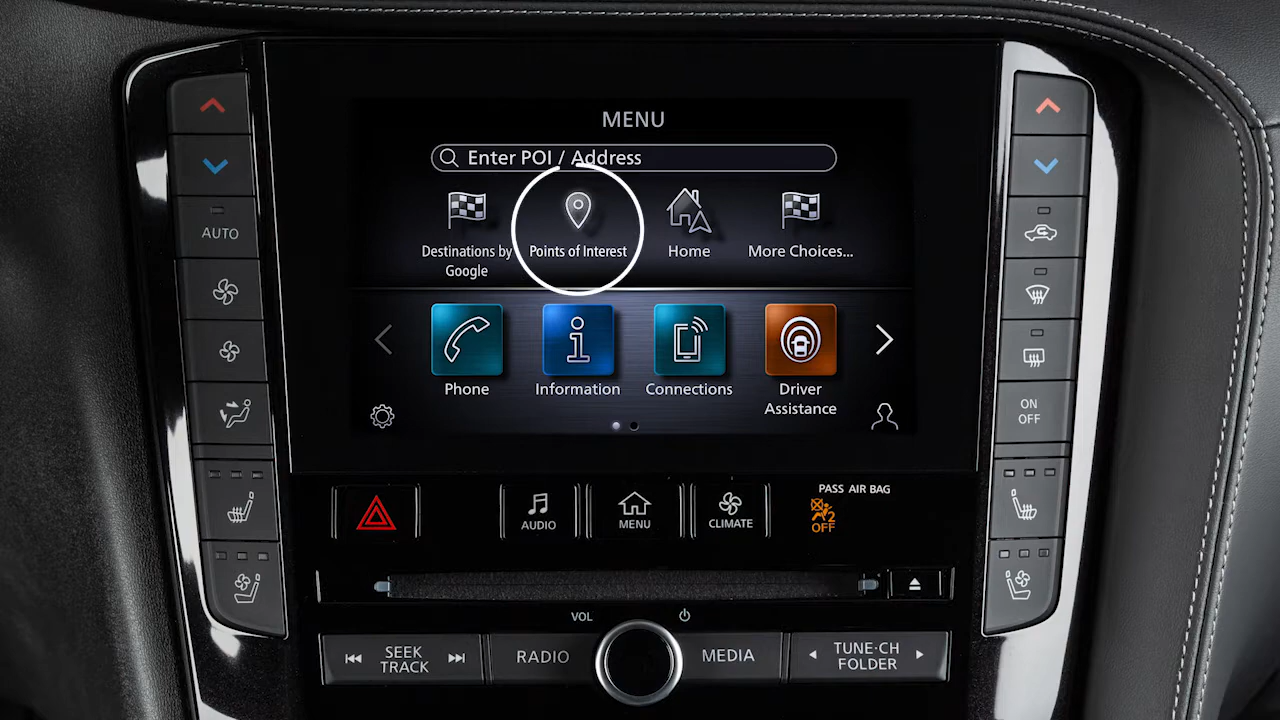 MENU
Enter POI / Address
Destinations by
Google
Points of Interest
Home
More Choices...
Phone
Information
Connections
Driver
Assistance
AUTO
ON
OFF
PASS AIR BAG
2
OFF
AUDIO
MENU
CLIMATE
VOL
SEEK
TRACK
RADIO
MEDIA
TUNE·CH
FOLDER